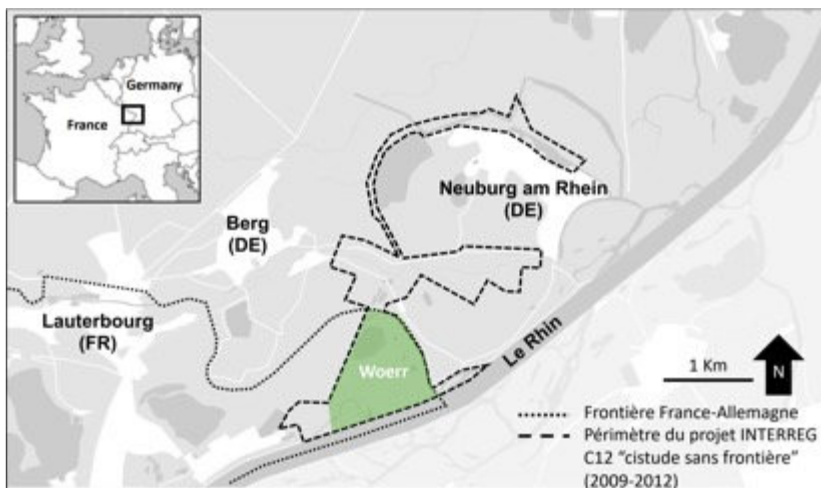 Germany
France
Neuburg am Rhein
(DE)
Berg
(DE)
Lauterbourg
(FR)
Le Rhin
Woerr
1 Km
N
Frontière France-Allemagne
Périmètre du projet INTERREG
C12 “cistude sans frontière”
(2009-2012)